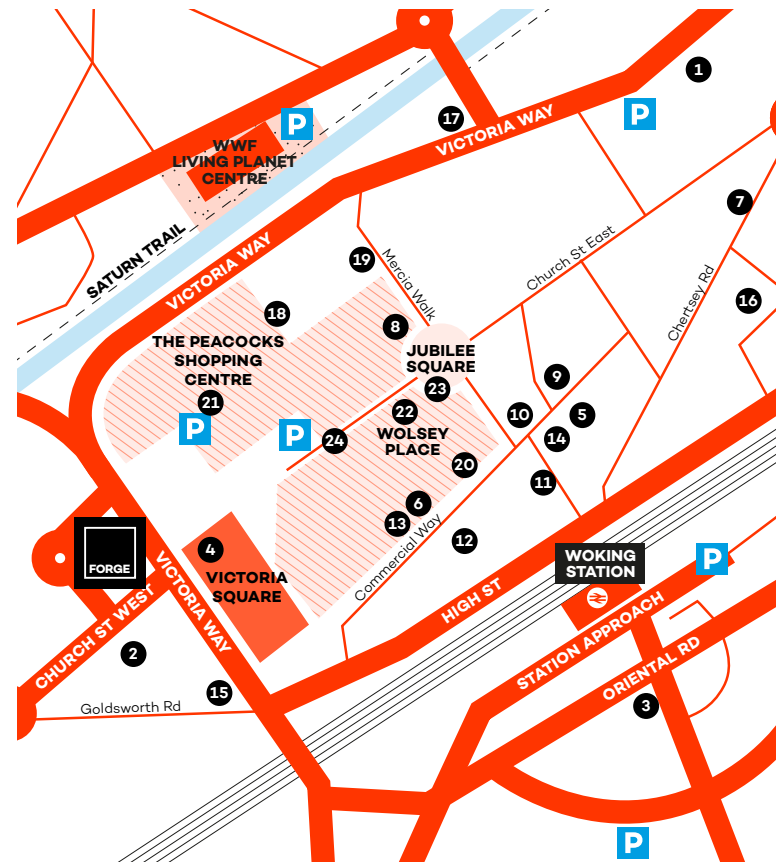 1
P
17
VICTORIA WAY
P
WWF
LIVING PLANET
CENTRE
7
SATURN TRAIL
VICTORIA WAY
19
Mercia Walk
Church St East
Chertsey Rd
16
18
8
THE PEACOCKS
SHOPPING
CENTRE
JUBILEE
SQUARE
9
21
23
22
10
5
P
P
24
WOLSEY
PLACE
14
20
11
6
13
12
Commercial Way
4
VICTORIA
SQUARE
FORGE
VICTORIA WAY
WOKING
STATION
P
HIGH ST
STATION APPROACH
ORIENTAL RD
CHURCH ST WEST
2
15
Goldsworth Rd
3
P